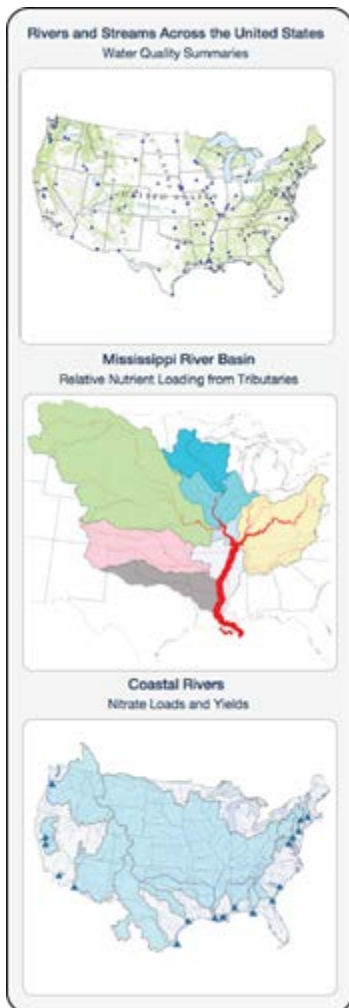 Rivers and Streams Across the United States
Water Quality Summaries
Mississippi River Basin
Relative Nutrient Loading from Tributaries
Coastal Rivers
Nitrate Loads and Yields